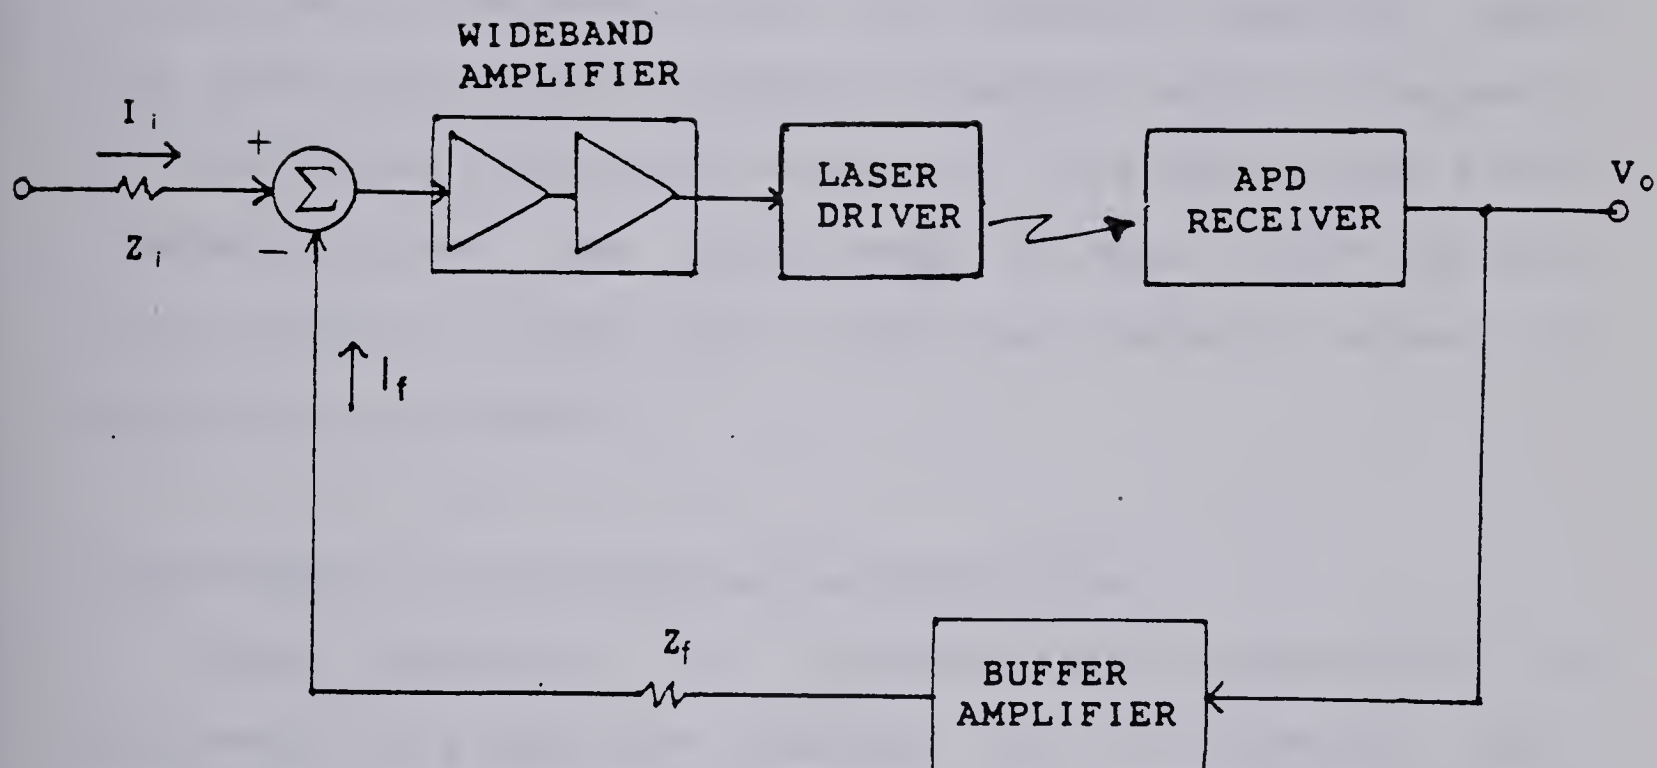 WIDEBAND
AMPLIFIER
I i
+
Σ
Z i
−
LASER
DRIVER
APD
RECEIVER
V o
I f
Z f
BUFFER
AMPLIFIER